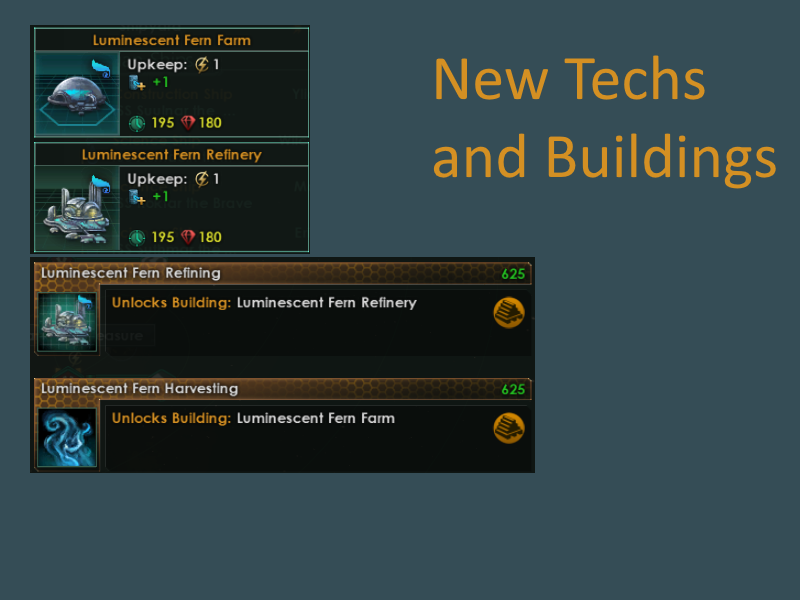 Luminescent Fern Farm
Upkeep: 1
+1
195 180
Luminescent Fern Refinery
Upkeep: 1
+1
195 180
New Techs
and Buildings
Luminescent Fern Refining 625
Unlocks Building: Luminescent Fern Refinery
Luminescent Fern Harvesting 625
Unlocks Building: Luminescent Fern Farm